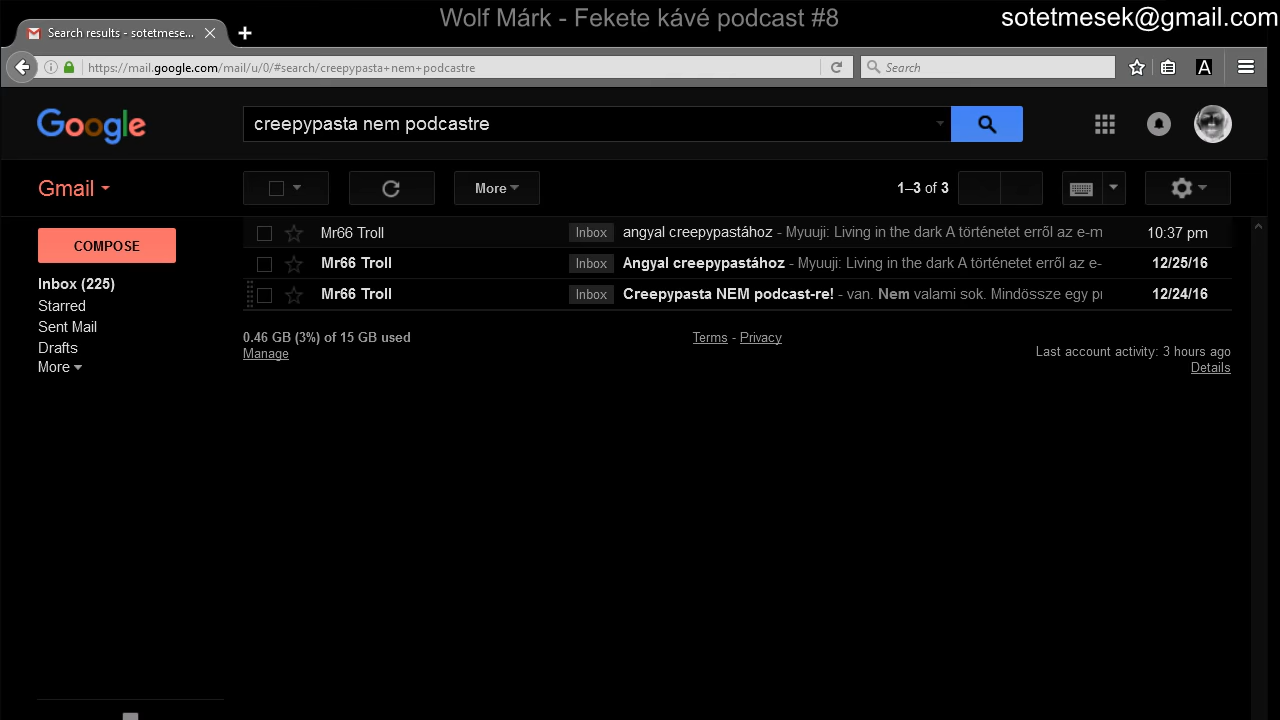 Wolf Márk - Fekete kávé podcast #8
sotetmesek@gmail.com
Search results - sotetmese...
https://mail.google.com/mail/u/0/#search/creepypasta+nem+podcastre
Search
A
Google
creepypasta nem podcastre
Gmail
More
1–3 of 3
COMPOSE
Inbox (225)
Starred
Sent Mail
Drafts
More
Mr66 Troll Inbox angyal creepypastához - Myuuji: Living in the dark A történetet erről az e-m 10:37 pm
Mr66 Troll Inbox Angyal creepypastához - Myuuji: Living in the dark A történetet erről az e- 12/25/16
Mr66 Troll Inbox Creepypasta NEM podcast-re! - van. Nem valami sok. Mindössze egy pr 12/24/16
0.46 GB (3%) of 15 GB used
Manage
Terms - Privacy
Last account activity: 3 hours ago
Details